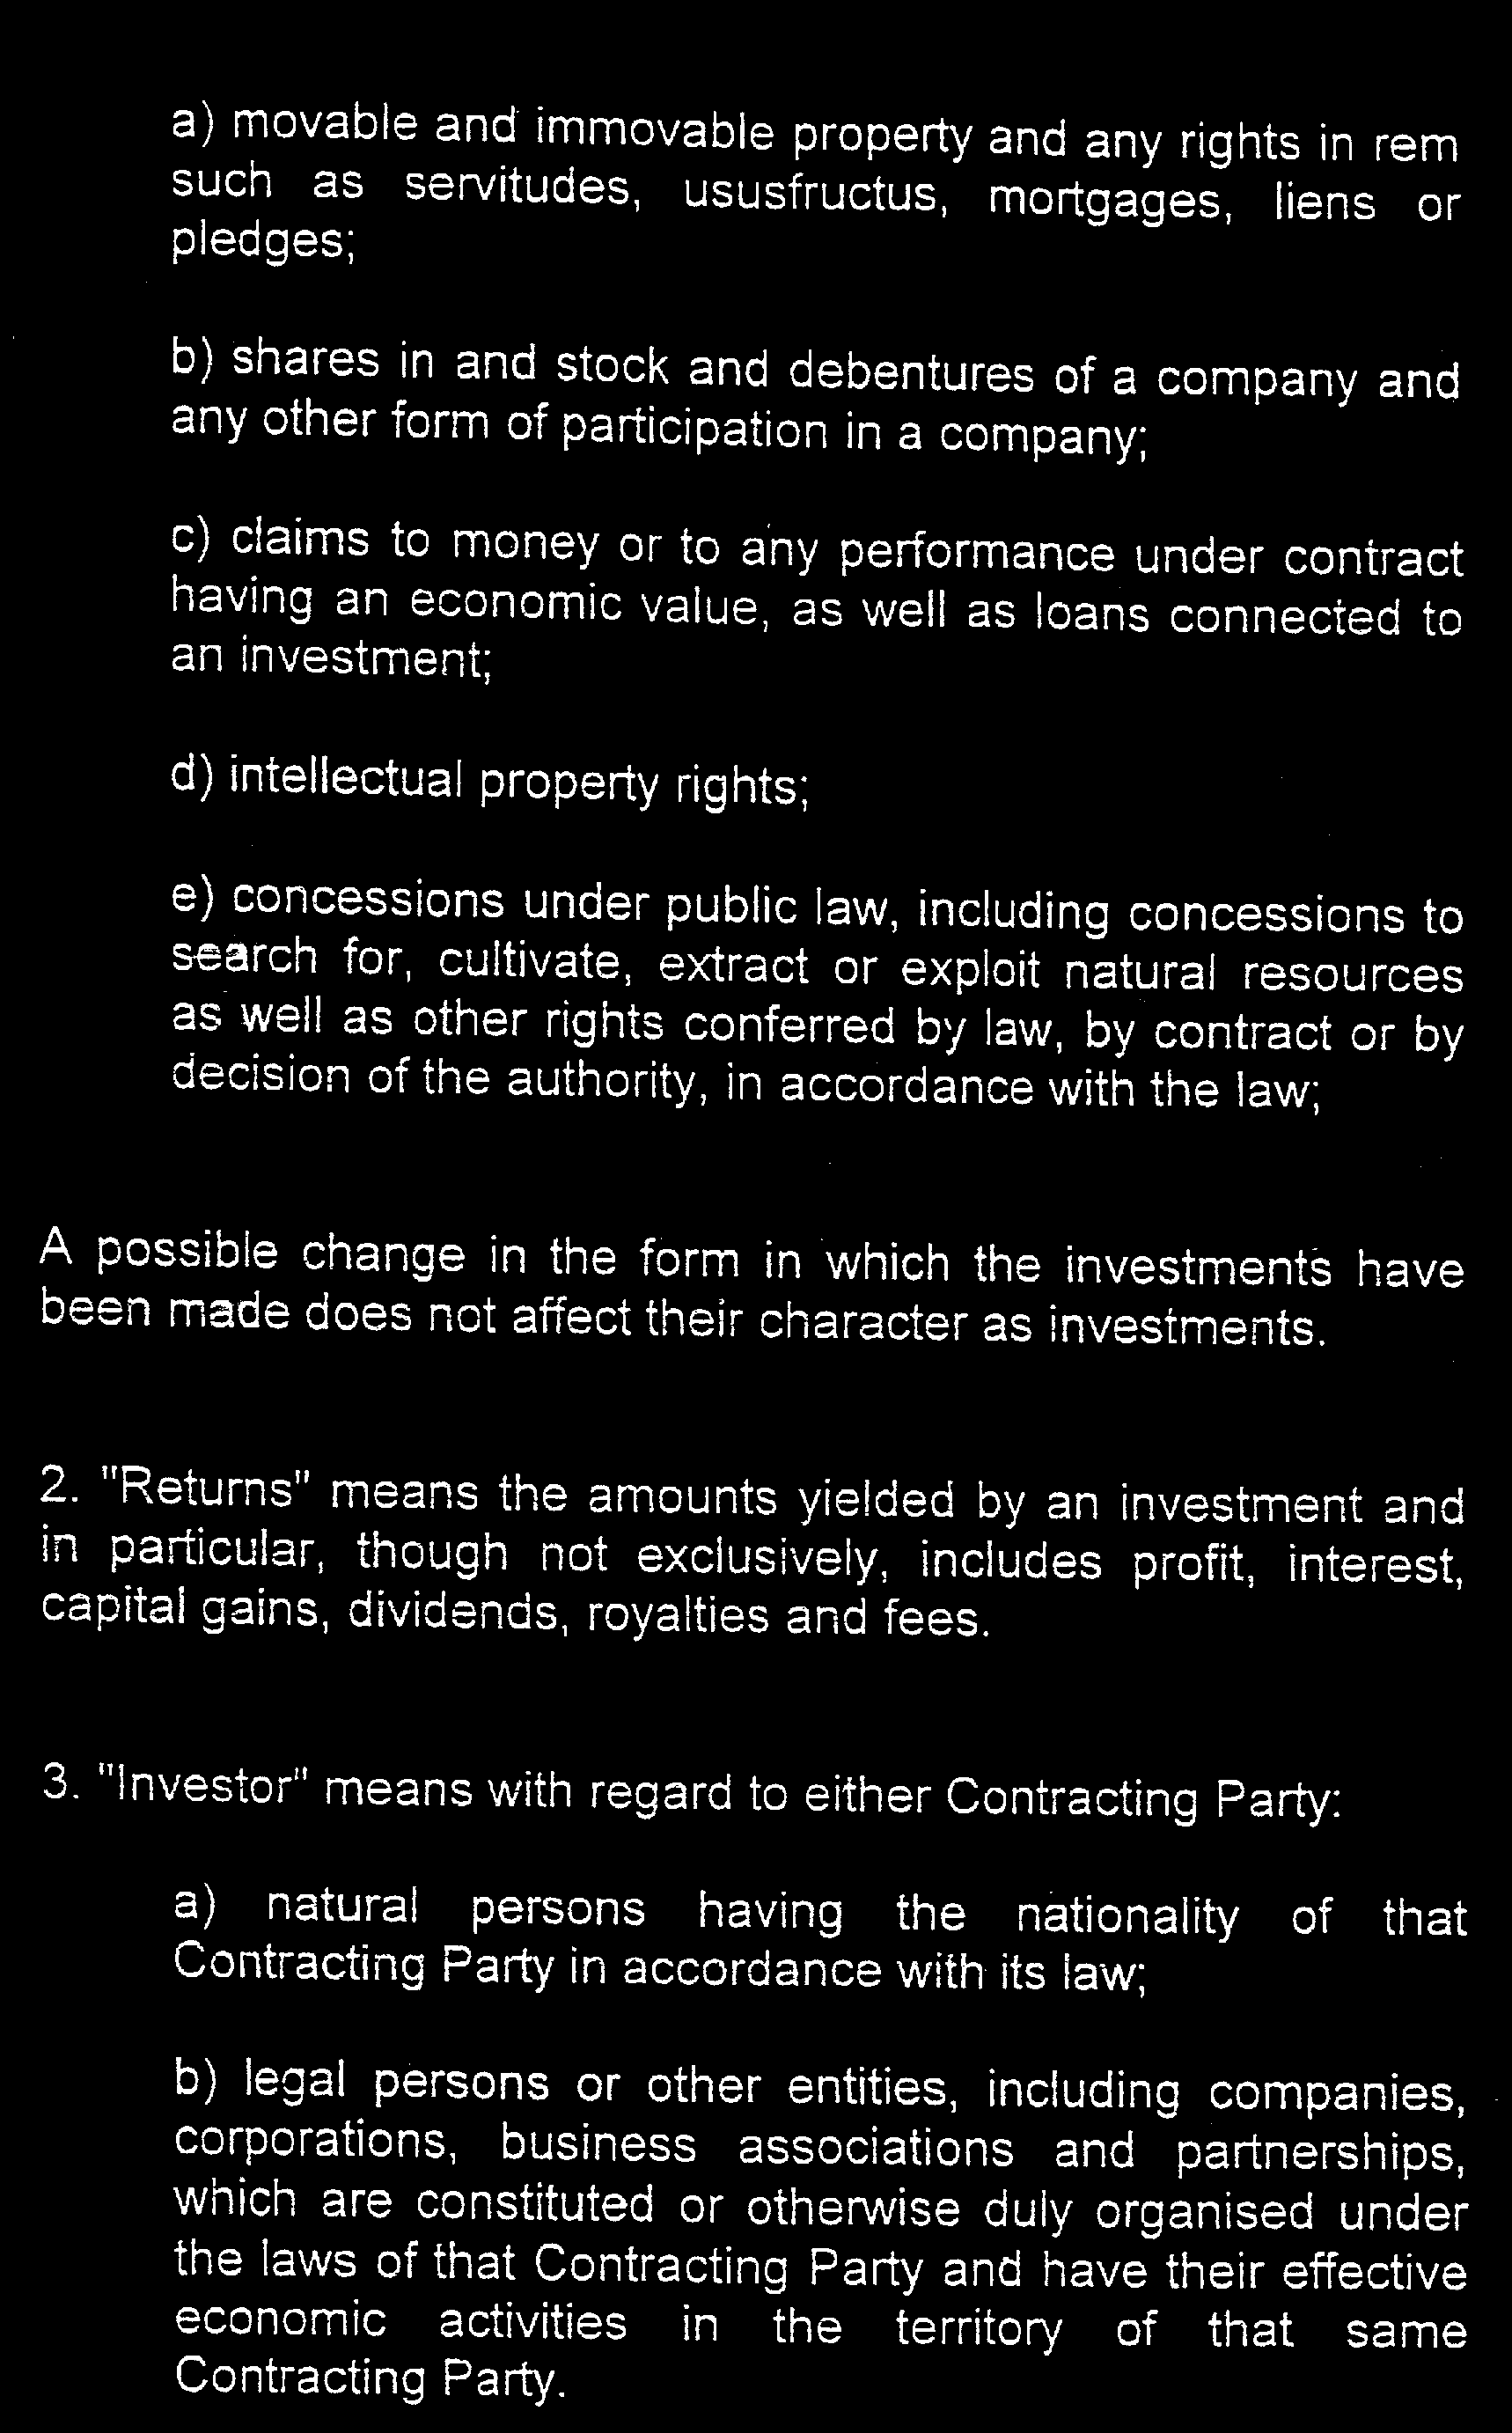 a) movable and immovable property and any rights in rem
such as servitudes, ususfructus, mortgages, liens or
pledges;
b) shares in and stock and debentures of a company and
any other form of participation in a company;
c) claims to money or to any performance under contract
having an economic value, as well as loans connected to
an investment;
d) intellectual property rights;
e) concessions under public law, including concessions to
search for, cultivate, extract or exploit natural resources
as well as other rights conferred by law, by contract or by
decision of the authority, in accordance with the law;
A possible change in the form in which the investments have
been made does not affect their character as investments.
2. "Returns" means the amounts yielded by an investment and
in particular, though not exclusively, includes profit, interest,
capital gains, dividends, royalties and fees.
3. "Investor" means with regard to either Contracting Party:
a) natural persons having the nationality of that
Contracting Party in accordance with its law;
b) legal persons or other entities, including companies,
corporations, business associations and partnerships,
which are constituted or otherwise duly organised under
the laws of that Contracting Party and have their effective
economic activities in the territory of that same
Contracting Party.